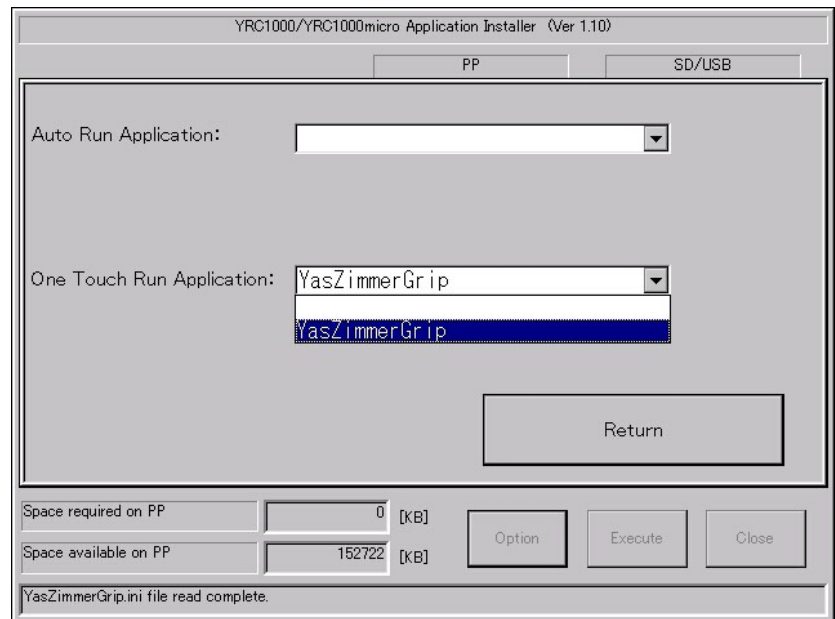 YRC1000/YRC1000micro Application Installer (Ver 1.10)
PP SD/USB
Auto Run Application:
One Touch Run Application: YasZimmerGrip
YasZimmerGrip
Return
Space required on PP 0 [KB]
Space available on PP 152722 [KB]
Option Execute Close
YasZimmerGrip.ini file read complete.